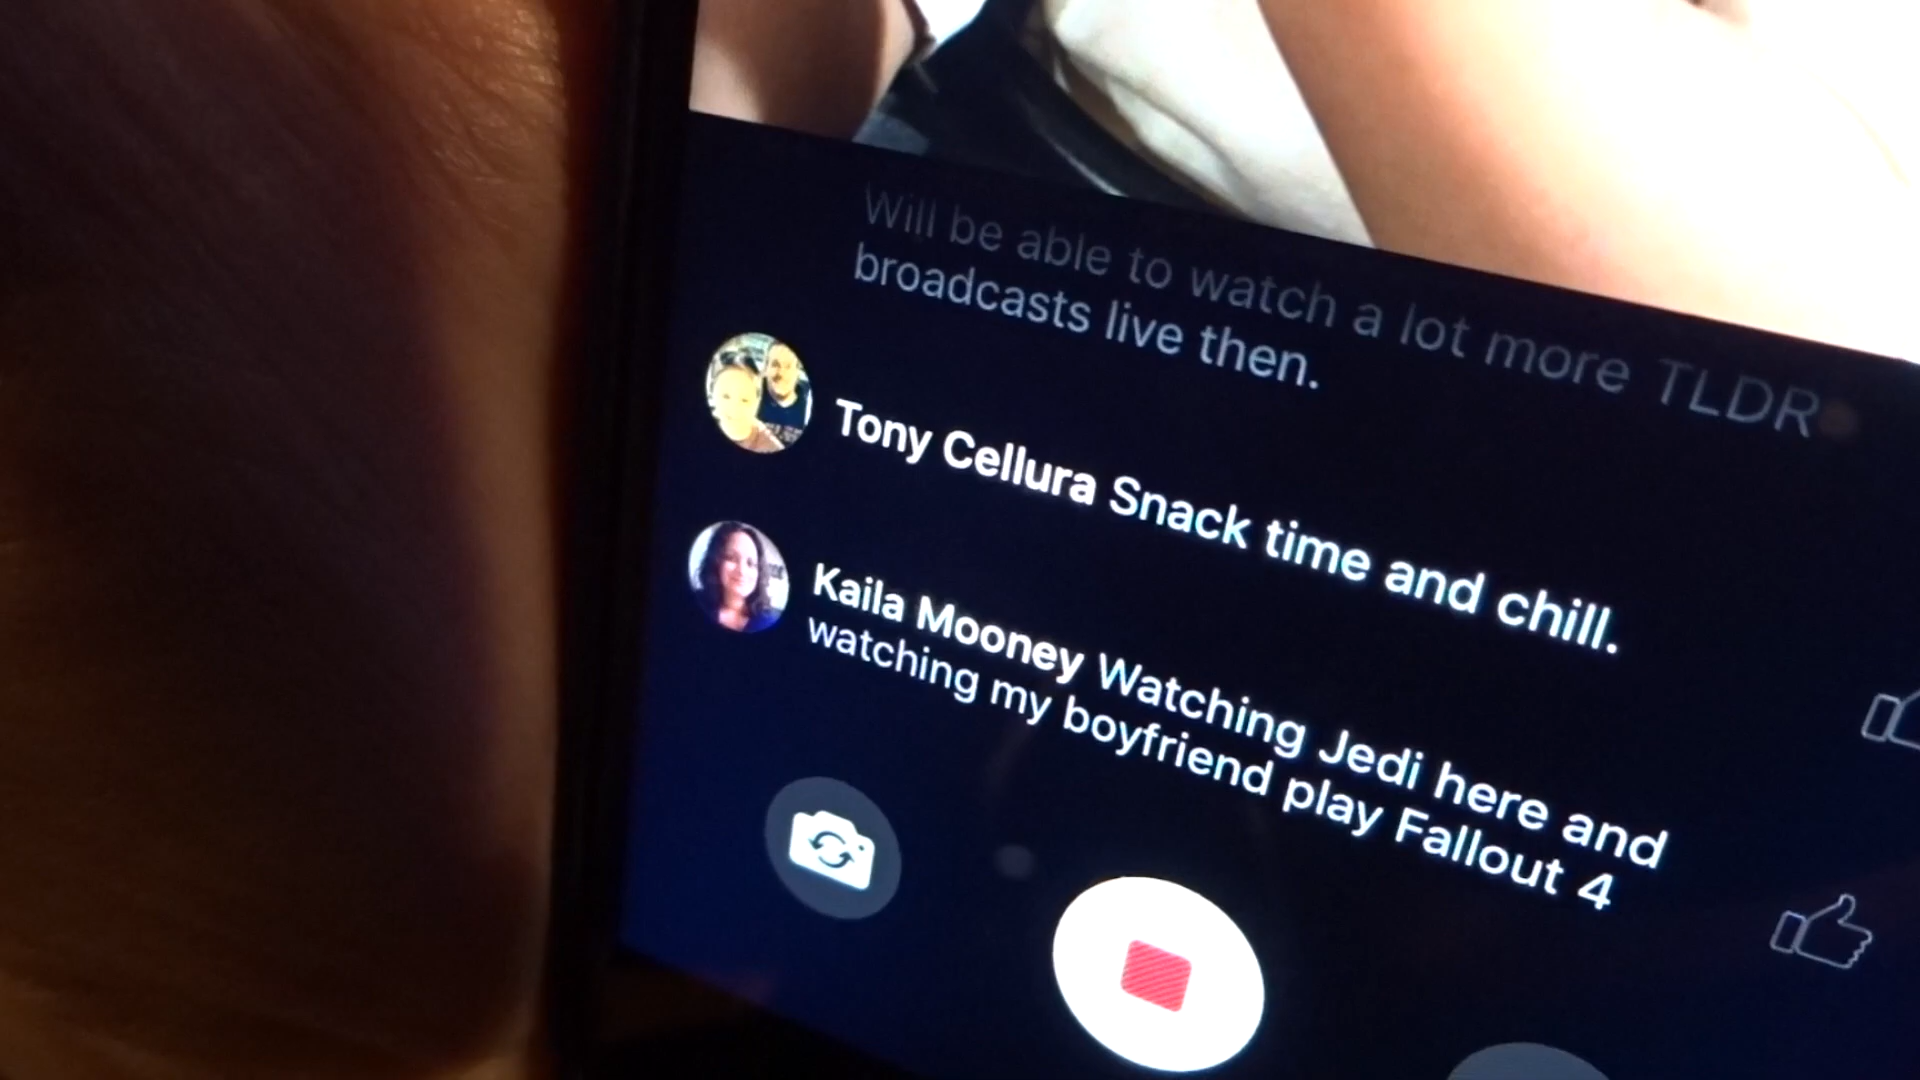 Will be able to watch a lot more TLDR
broadcasts live then.
Tony Cellura Snack time and chill.
Kaila Mooney Watching Jedi here and
watching my boyfriend play Fallout 4